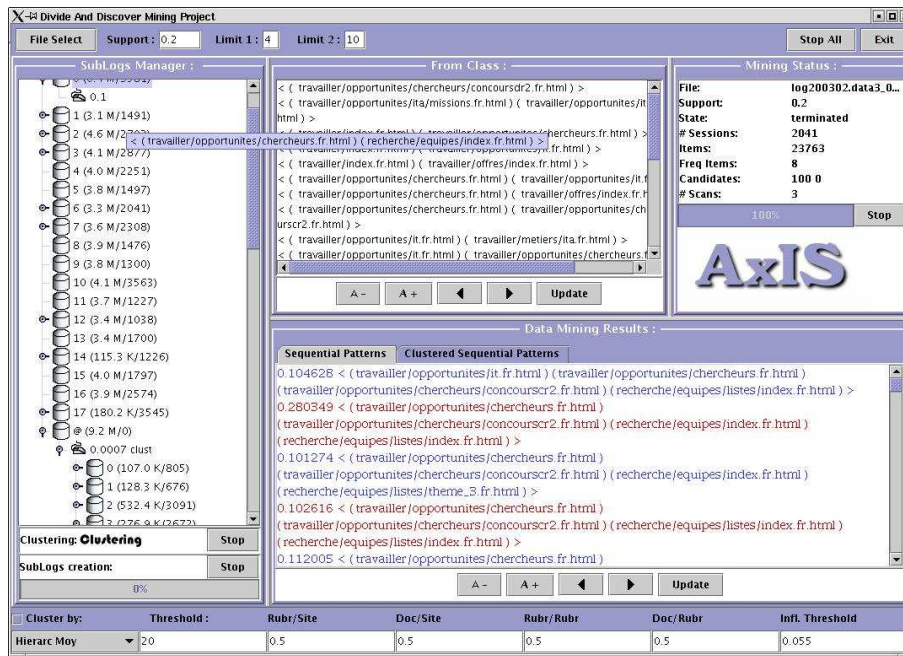 Divide And Discover Mining Project
File Select Support: 0.2 Limit 1: 4 Limit 2: 10 Stop All Exit
SubLogs Manager :
0.1
1 (3.1 M/1491)
2 (4.6 M/
3 (4.1 M/2877)
4 (4.0 M/2251)
5 (3.8 M/1497)
6 (3.3 M/2041)
7 (3.6 M/2308)
8 (3.9 M/1476)
9 (3.8 M/1300)
10 (4.1 M/3563)
11 (3.7 M/1227)
12 (3.4 M/1038)
13 (3.4 M/1700)
14 (115.3 K/1226)
15 (4.0 M/1797)
16 (3.9 M/2574)
17 (180.2 K/3545)
@ (9.2 M/0)
0.0007 clust
0 (107.0 K/805)
1 (128.3 K/676)
2 (532.4 K/3091)
3 (276.9 K/2672)
Clustering: Clustering Stop
SubLogs creation: Stop
0%
From Class :
< ( travailler/opportunites/chercheurs/concoursdr2.fr.html ) >
< ( travailler/opportunites/ita/missions.fr.html ) ( travailler/opportunites/it
html ) >
< ( travailler/opportunites/chercheurs.fr.html ) ( recherche/equipes/index.fr.html ) >
< ( travailler/index.fr.html ) ( travailler/offres/index.fr.html ) >
< ( travailler/opportunites/chercheurs.fr.html ) ( travailler/opportunites/it.f
< ( travailler/opportunites/chercheurs.fr.html ) ( travailler/offres/index.fr.h
< ( travailler/opportunites/chercheurs.fr.html ) ( travailler/opportunites/ch
urscr2.fr.html ) >
< ( travailler/opportunites/it.fr.html ) ( travailler/metiers/ita.fr.html ) >
< ( travailler/opportunites/it.fr.html ) ( travailler/opportunites/chercheurs.f
A - A + Update
Mining Status :
File: log200302.data3_0...
Support: 0.2
State: terminated
# Sessions: 2041
Items: 23763
Freq Items: 8
Candidates: 100 0
# Scans: 3
100% Stop
AxIS
Data Mining Results :
Sequential Patterns Clustered Sequential Patterns
0.104628 < ( travailler/opportunites/it.fr.html ) ( travailler/opportunites/chercheurs.fr.html )
( travailler/opportunites/chercheurs/concourscr2.fr.html ) ( recherche/equipes/listes/index.fr.html ) >
0.280349 < ( travailler/opportunites/chercheurs.fr.html )
( travailler/opportunites/chercheurs/concourscr2.fr.html ) ( recherche/equipes/index.fr.html )
( recherche/equipes/listes/index.fr.html ) >
0.101274 < ( travailler/opportunites/chercheurs.fr.html )
( travailler/opportunites/chercheurs/concourscr2.fr.html ) ( recherche/equipes/index.fr.html )
( recherche/equipes/listes/theme_3.fr.html ) >
0.102616 < ( travailler/opportunites/chercheurs.fr.html )
( travailler/opportunites/chercheurs/concourscr2.fr.html ) ( recherche/equipes/listes/index.fr.html )
( recherche/equipes/listes/index.fr.html ) >
0.112005 < ( travailler/opportunites/chercheurs.fr.html )
A - A + Update
Cluster by: Threshold : Rubr/Site Doc/Site Rubr/Rubr Doc/Rubr Infl. Threshold
Hierarc Moy 20 0.5 0.5 0.5 0.5 0.055